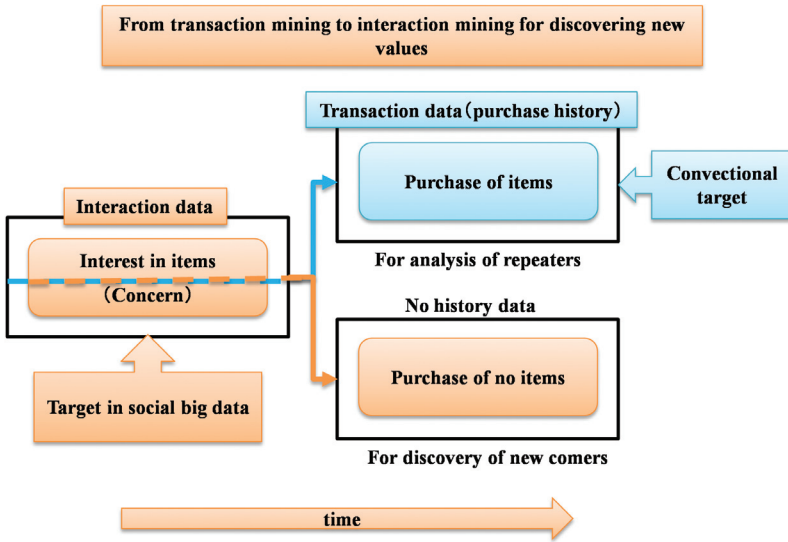 From transaction mining to interaction mining for discovering new
values
Transaction data（purchase history）
Purchase of items
Convectional
target
Interaction data
Interest in items
（Concern）
For analysis of repeaters
No history data
Purchase of no items
Target in social big data
For discovery of new comers
time